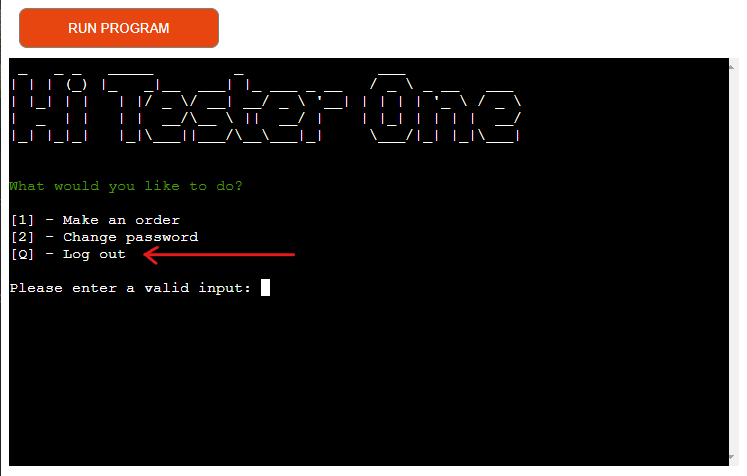 RUN PROGRAM
Hi Tester One
What would you like to do?
[1] - Make an order
[2] - Change password
[Q] - Log out
Please enter a valid input: